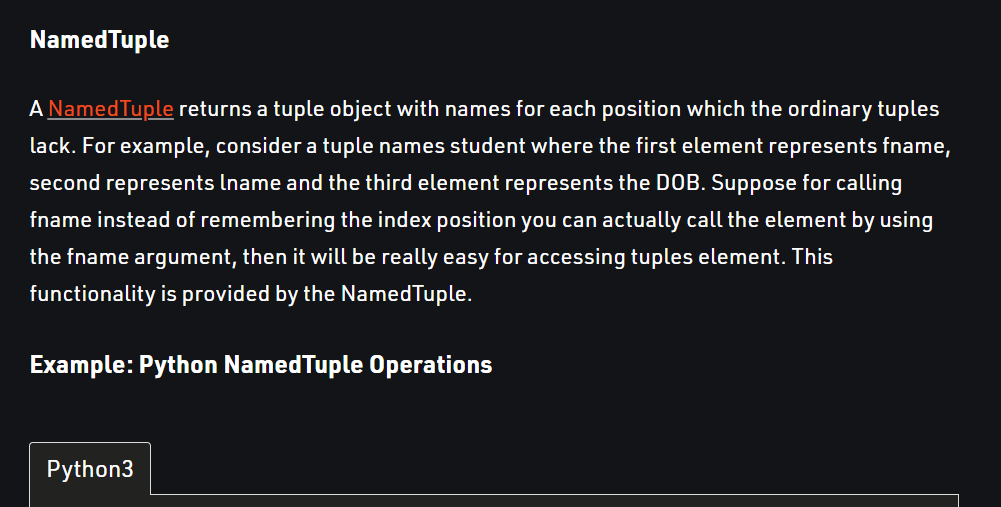 NamedTuple
A NamedTuple returns a tuple object with names for each position which the ordinary tuples
lack. For example, consider a tuple names student where the first element represents fname,
second represents lname and the third element represents the DOB. Suppose for calling
fname instead of remembering the index position you can actually call the element by using
the fname argument, then it will be really easy for accessing tuples element. This
functionality is provided by the NamedTuple.
Example: Python NamedTuple Operations
Python3